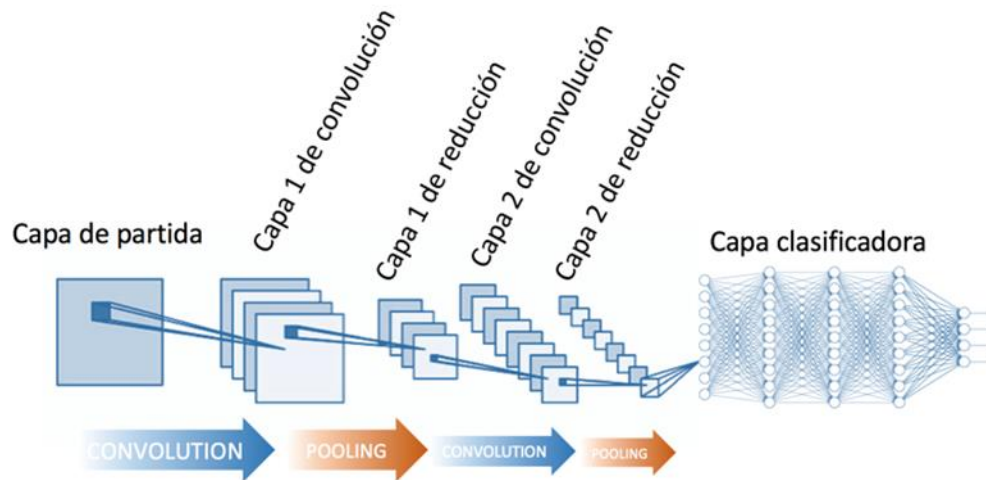 Capa de partida
Capa 1 de convolución
Capa 1 de reducción
Capa 2 de convolución
Capa 2 de reducción
Capa clasificadora
CONVOLUTION
POOLING
CONVOLUTION
POOLING